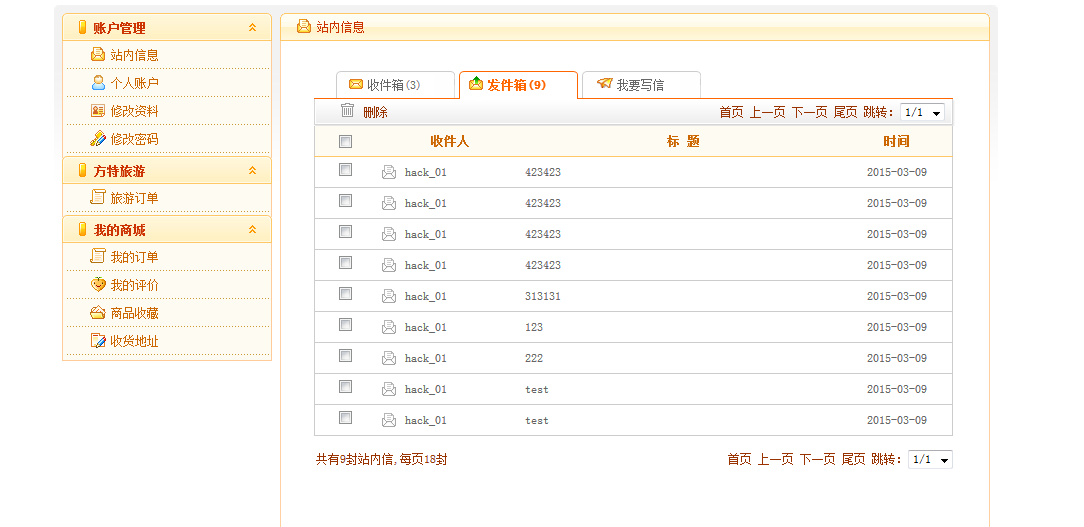 账户管理
站内信息
个人账户
修改资料
修改密码
方特旅游
旅游订单
我的商城
我的订单
我的评价
商品收藏
收货地址
站内信息
收件箱(3) 发件箱(9) 我要写信
删除 首页 上一页 下一页 尾页 跳转: 1/1
收件人 标 题 时间
hack_01 423423 2015-03-09
hack_01 423423 2015-03-09
hack_01 423423 2015-03-09
hack_01 423423 2015-03-09
hack_01 313131 2015-03-09
hack_01 123 2015-03-09
hack_01 222 2015-03-09
hack_01 test 2015-03-09
hack_01 test 2015-03-09
共有9封站内信,每页18封 首页 上一页 下一页 尾页 跳转: 1/1